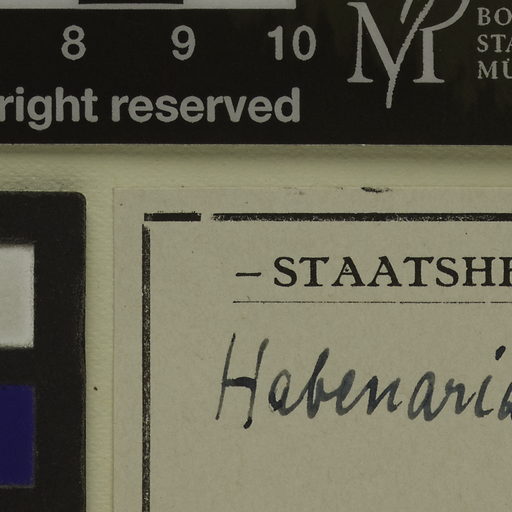 8 9 10
right reserved
M
BO
STA
MÜ
– STAATSHE
Habenaria